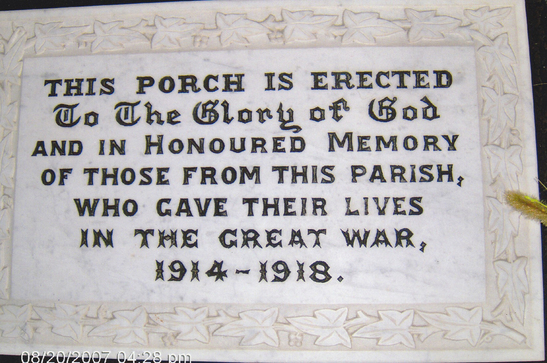 THIS PORCH IS ERECTED
To The Glory of God
AND IN HONOURED MEMORY
OF THOSE FROM THIS PARISH,
WHO GAVE THEIR LIVES
IN THE GREAT WAR,
1914-1918.
08/20/2007 04:28 pm